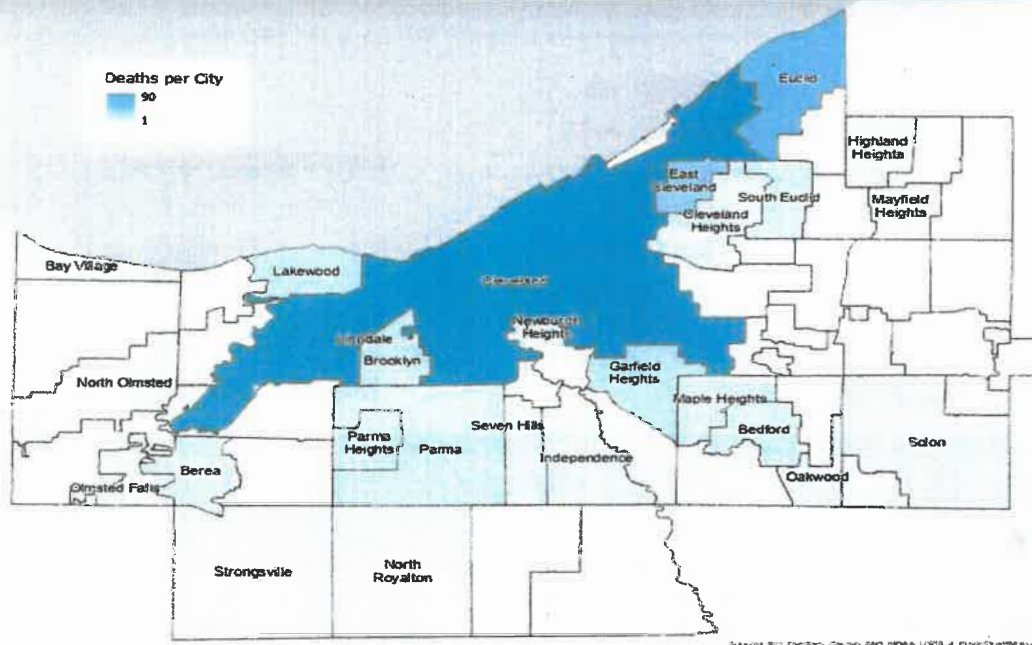 Deaths per City
90
1
Euclid
Highland
Heights
East
Cleveland
South Euclid
Mayfield
Heights
Cleveland
Heights
Bay Village
Lakewood
Cleveland
Newburgh
Heights
Linndale
Brooklyn
Garfield
Heights
North Olmsted
Maple Heights
Parma
Heights
Seven Hills
Parma
Bedford
Solon
Berea
Independence
Olmsted Falls
Oakwood
Strongsville
North
Royalton